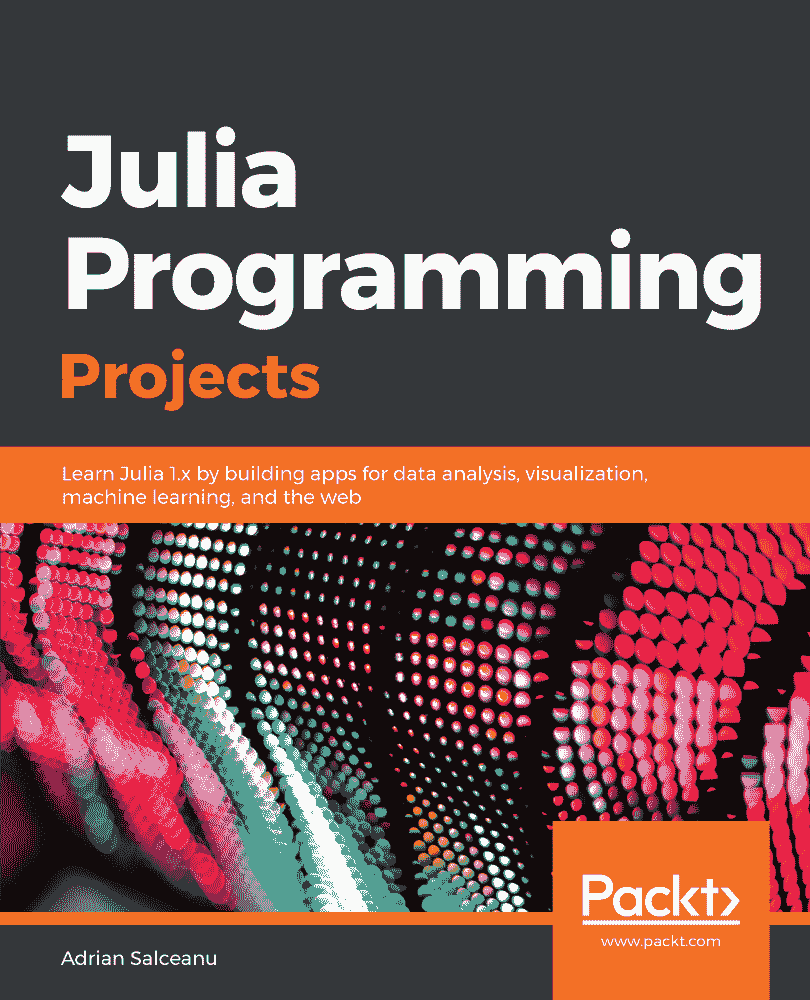 Julia
Programming
Projects
Learn Julia 1.x by building apps for data analysis, visualization,
machine learning, and the web
Packt>
www.packt.com
Adrian Salceanu